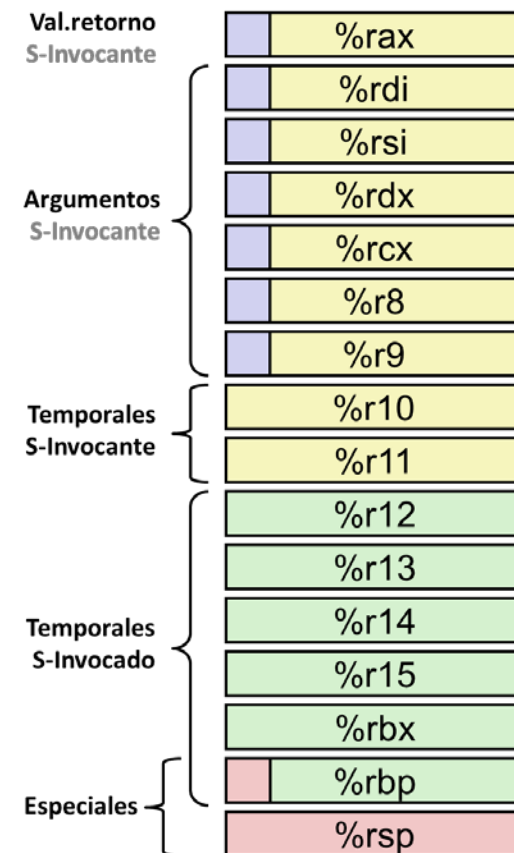 Val.retorno
S-Invocante
%rax
Argumentos
S-Invocante
%rdi
%rsi
%rdx
%rcx
%r8
%r9
Temporales
S-Invocante
%r10
%r11
Temporales
S-Invocado
%r12
%r13
%r14
%r15
%rbx
%rbp
Especiales
%rsp